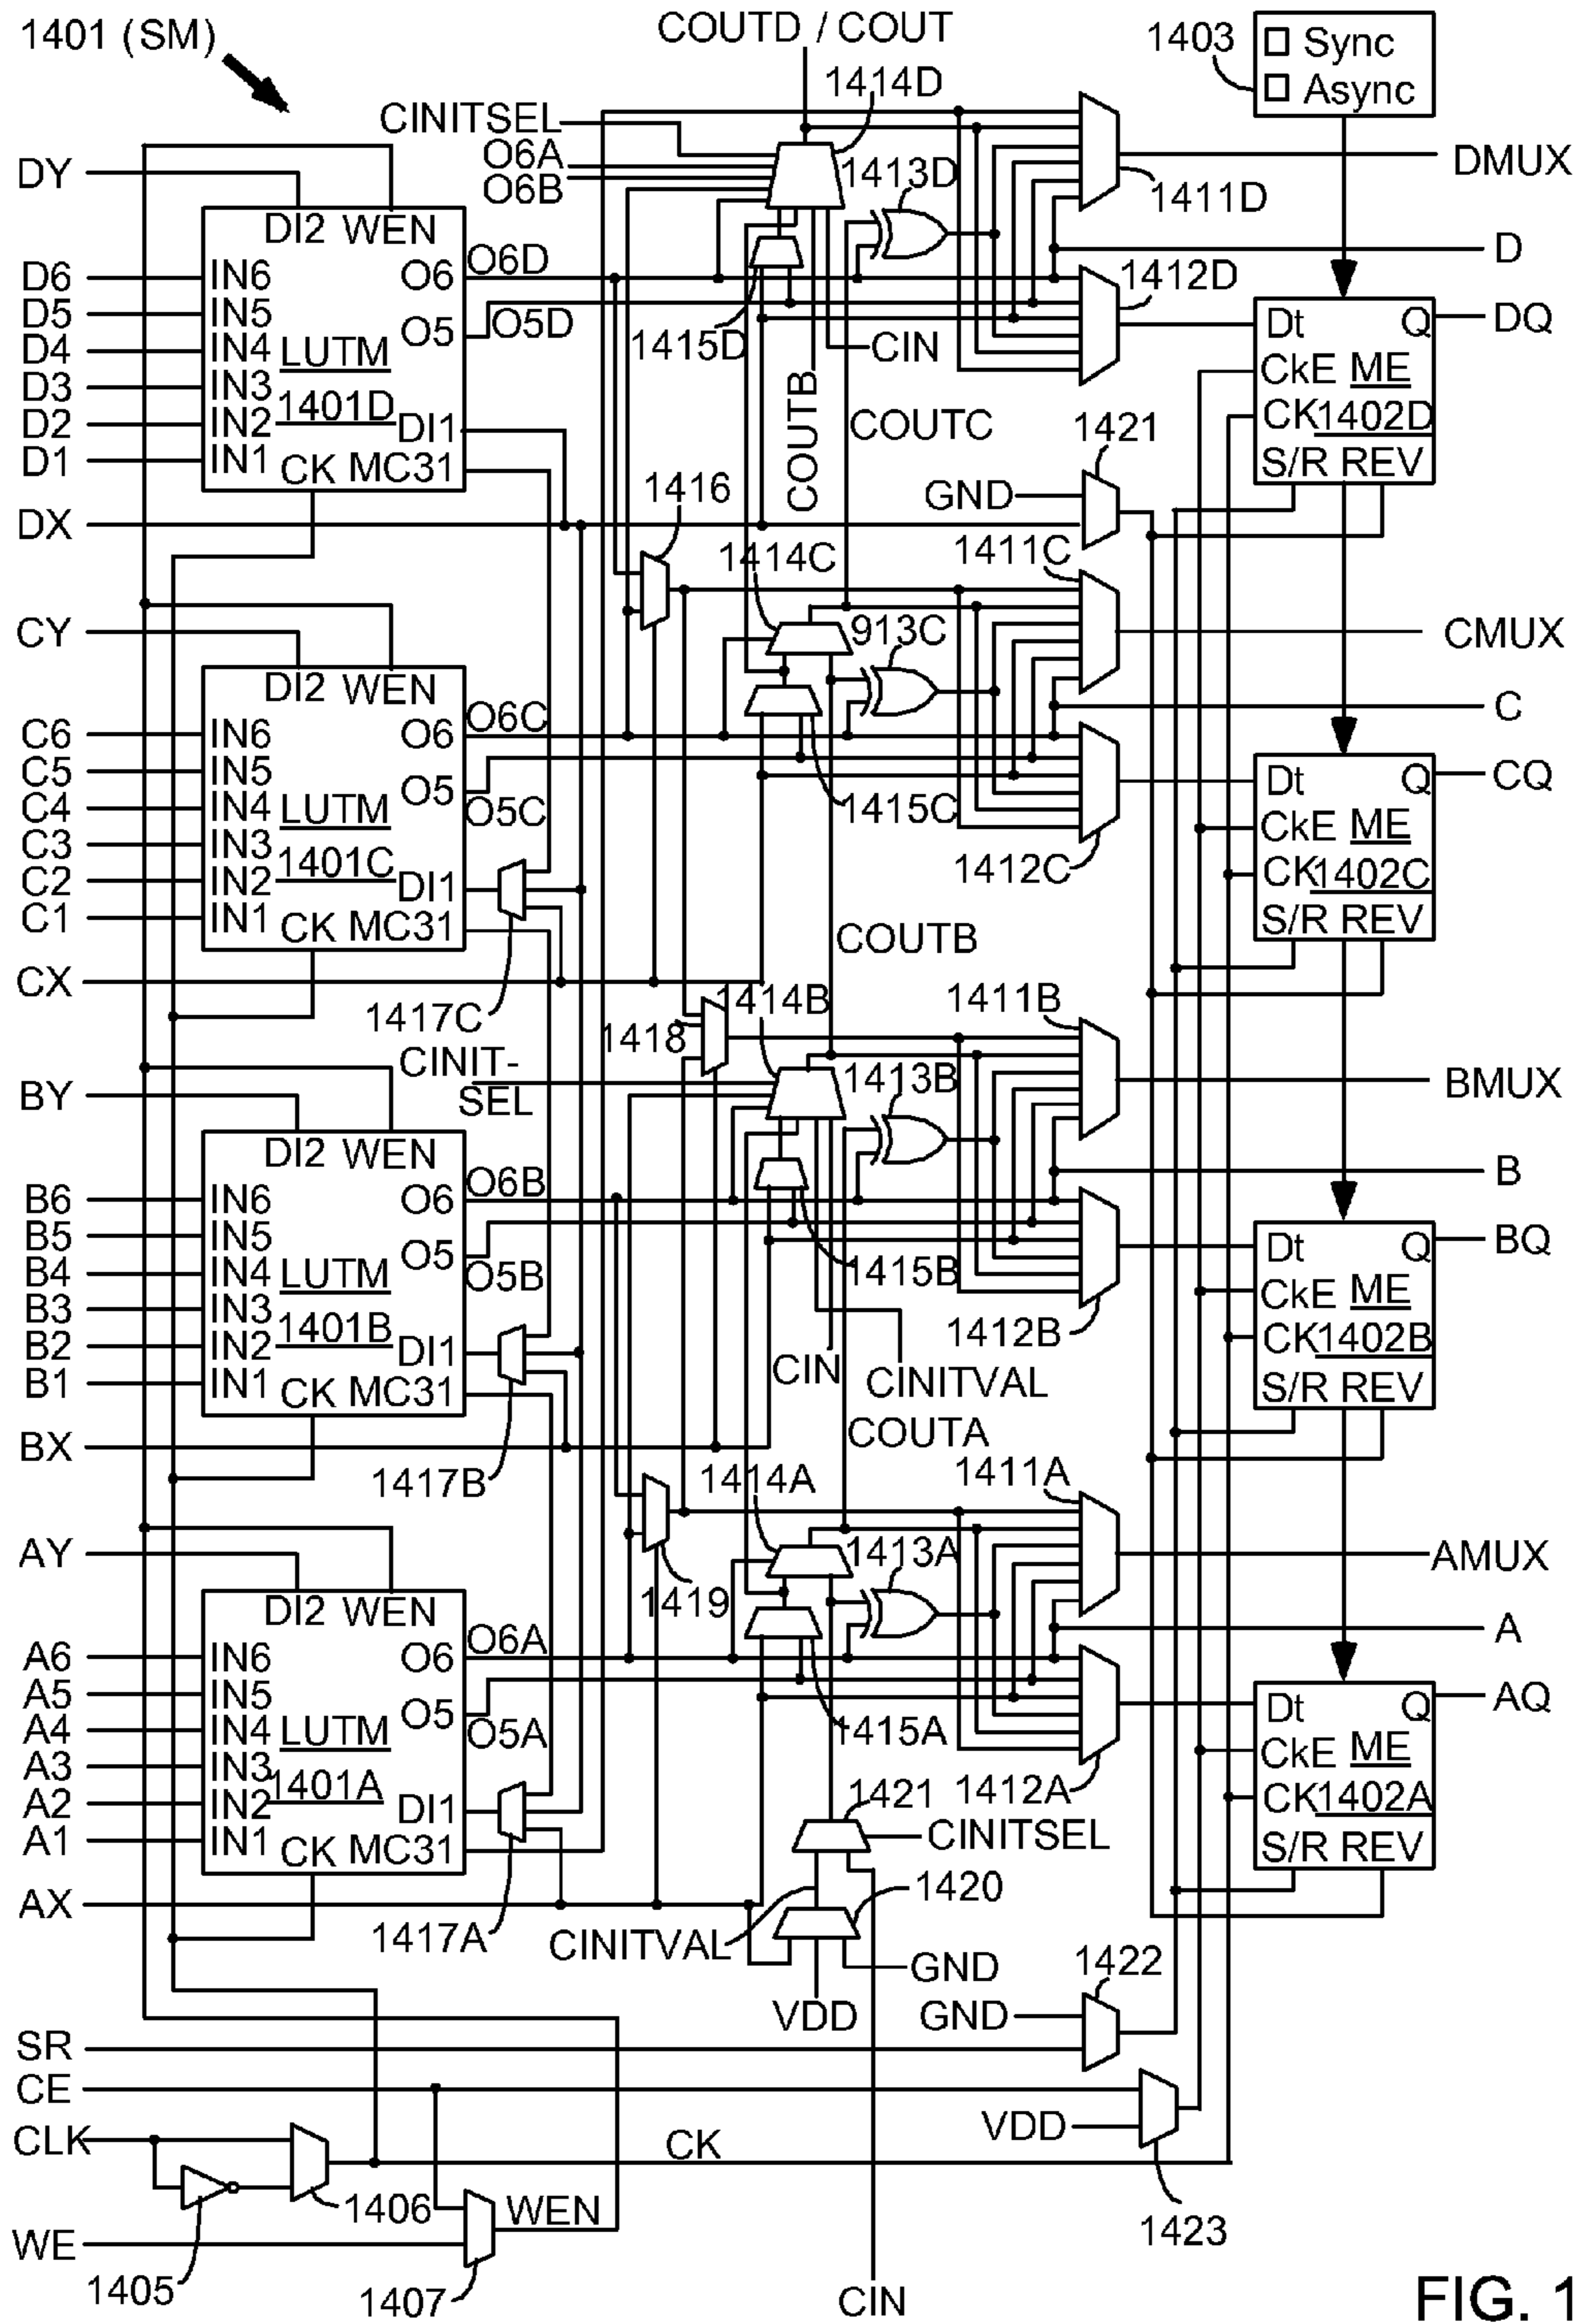 1401 (SM)
COUTD / COUT
1403
Sync
Async
1414D
CINITSEL
O6A
O6B
1413D
DMUX
1411D
DY
DI2 WEN
O6
O6D
D
D6
D5
D4
D3
D2
D1
IN6
IN5
IN4
IN3
IN2
IN1
LUTM
1401D
O5
O5D
DI1
CK MC31
1415D
CIN
COUTB
COUTC
1412D
Dt
Q
DQ
CkE ME
CK 1402D
S/R REV
1421
GND
DX
1416
1414C
1411C
913C
CMUX
CY
DI2 WEN
O6
O6C
C
C6
C5
C4
C3
C2
C1
IN6
IN5
IN4
IN3
IN2
IN1
LUTM
1401C
O5
O5C
DI1
CK MC31
1415C
1412C
Dt
Q
CQ
CkE ME
CK 1402C
S/R REV
COUTB
CX
1417C
1418
1414B
1411B
CINIT-
SEL
1413B
BMUX
BY
DI2 WEN
O6
O6B
B
B6
B5
B4
B3
B2
B1
IN6
IN5
IN4
IN3
IN2
IN1
LUTM
1401B
O5
O5B
DI1
CK MC31
1415B
1412B
Dt
Q
BQ
CkE ME
CK 1402B
S/R REV
CIN
CINITVAL
COUTA
BX
1417B
1414A
1411A
1413A
AMUX
AY
1419
DI2 WEN
O6
O6A
A
A6
A5
A4
A3
A2
A1
IN6
IN5
IN4
IN3
IN2
IN1
LUTM
1401A
O5
O5A
DI1
CK MC31
1415A
1412A
Dt
Q
AQ
CkE ME
CK 1402A
S/R REV
1421
CINITSEL
1420
AX
1417A
CINITVAL
GND
VDD
1422
GND
SR
CE
VDD
CLK
CK
1406
WEN
1423
WE
1405
1407
CIN
FIG. 1